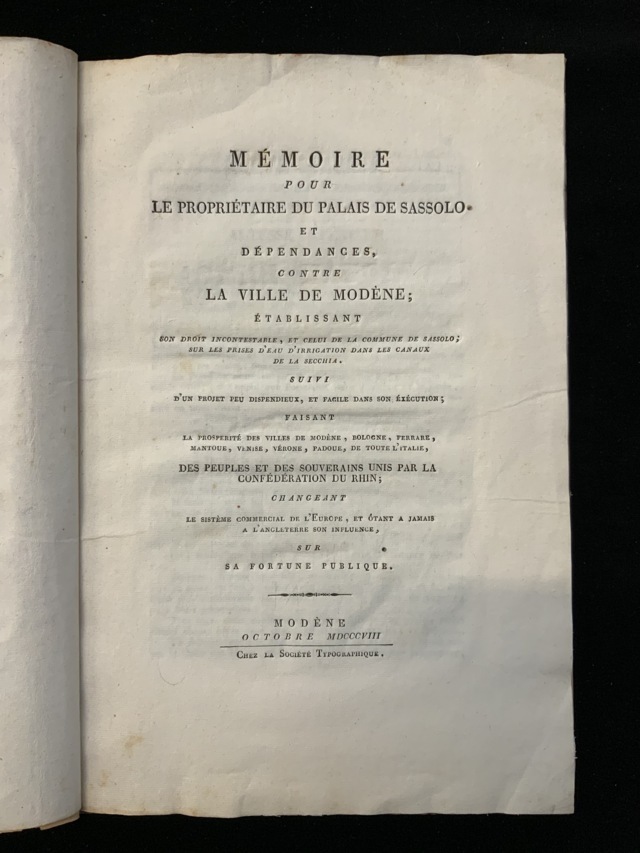 MÉMOIRE
POUR
LE PROPRIÉTAIRE DU PALAIS DE SASSOLO
ET
DÉPENDANCES,
CONTRE
LA VILLE DE MODÈNE;
ÉTABLISSANT
SON DROIT INCONTESTABLE, ET CELUI DE LA COMMUNE DE SASSOLO;
SUR LES PRISES D'EAU D'IRRIGATION DANS LES CANAUX
DE LA SECCHIA.
SUIVI
D'UN PROJET PEU DISPENDIEUX, ET FACILE DANS SON ÉXÉCUTION;
FAISANT
LA PROSPERITÉ DES VILLES DE MODÈNE, BOLOGNE, FERRARE,
MANTOUE, VENISE, VÉRONE, PADOUE, DE TOUTE L'ITALIE,
DES PEUPLES ET DES SOUVERAINS UNIS PAR LA
CONFÉDÉRATION DU RHIN;
CHANGEANT
LE SISTÈME COMMERCIAL DE L'EUROPE, ET ÔTANT A JAMAIS
A L'ANGLETERRE SON INFLUENCE,
SUR
SA FORTUNE PUBLIQUE.
MODÈNE
OCTOBRE MDCCCVIII
CHEZ LA SOCIÉTÉ TYPOGRAPHIQUE.